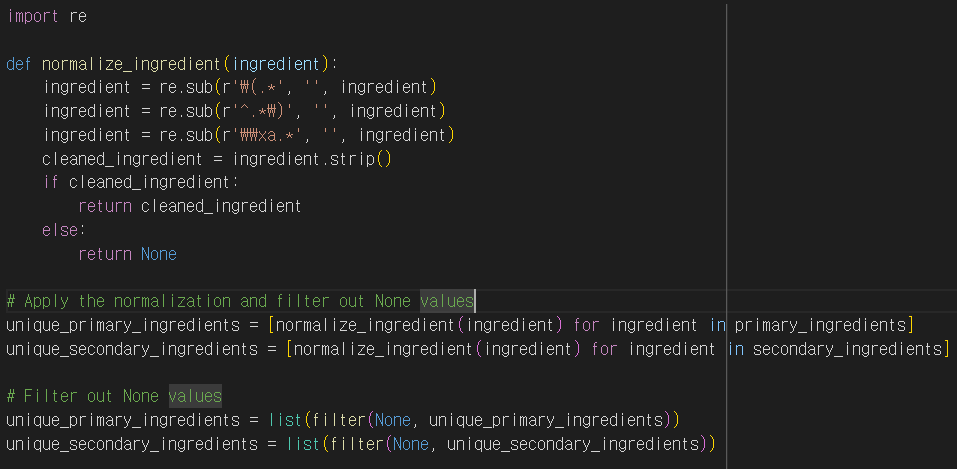 import re

def normalize_ingredient(ingredient):
    ingredient = re.sub(r'₩(.*', '', ingredient)
    ingredient = re.sub(r'^.*₩)', '', ingredient)
    ingredient = re.sub(r'₩₩xa.*', '', ingredient)
    cleaned_ingredient = ingredient.strip()
    if cleaned_ingredient:
        return cleaned_ingredient
    else:
        return None

# Apply the normalization and filter out None values
unique_primary_ingredients = [normalize_ingredient(ingredient) for ingredient in primary_ingredients]
unique_secondary_ingredients = [normalize_ingredient(ingredient) for ingredient in secondary_ingredients]

# Filter out None values
unique_primary_ingredients = list(filter(None, unique_primary_ingredients))
unique_secondary_ingredients = list(filter(None, unique_secondary_ingredients))